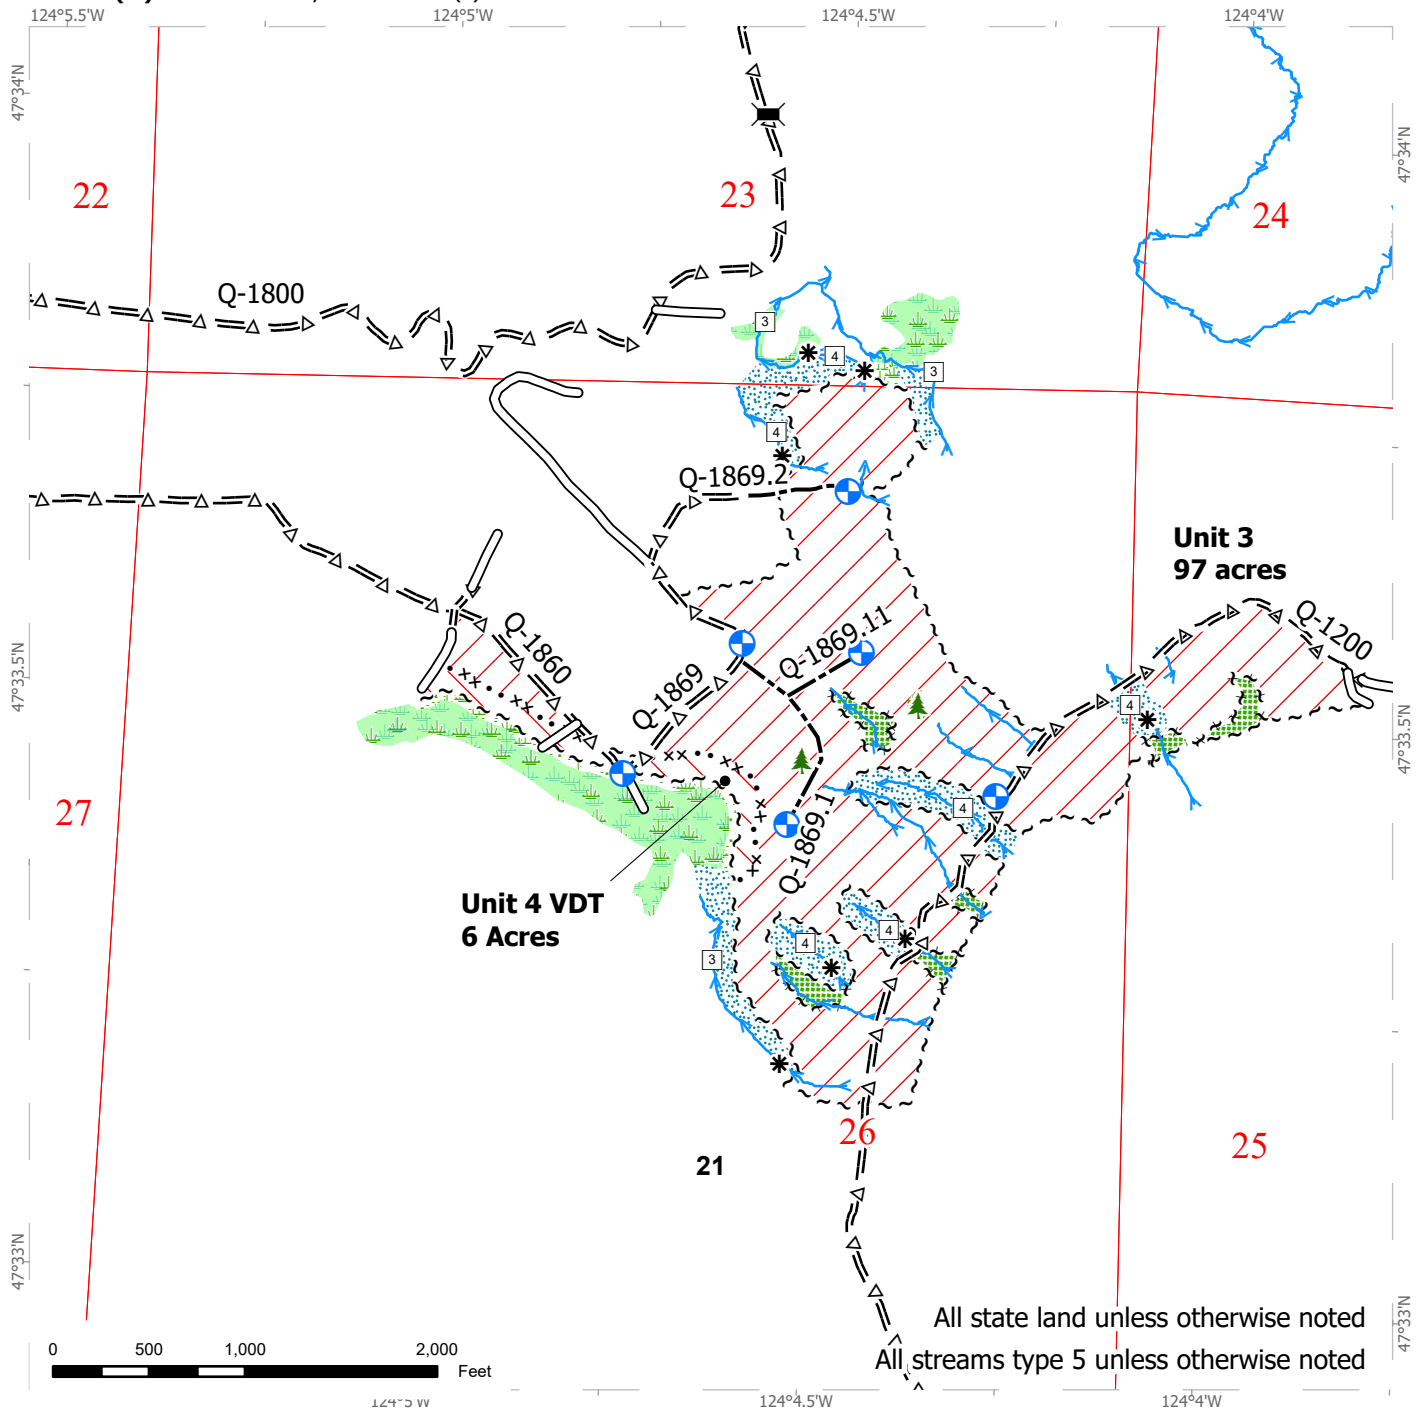 124°5.5'W
124°5'W
124°4.5'W
124°4'W
47°34'N
47°34'N
22
23
24
Q-1800
3
4
3
4
Q-1869.2
Unit 3
97 acres
Q-1200
Q-1860
Q-1869
Q-1869.11
47°33.5'N
47°33.5'N
4
27
4
Q-1869.1
Unit 4 VDT
6 Acres
4
4
3
26
25
21
47°33'N
47°33'N
All state land unless otherwise noted
All streams type 5 unless otherwise noted
0 500 1,000 2,000
Feet
124°4.5'W
124°4'W